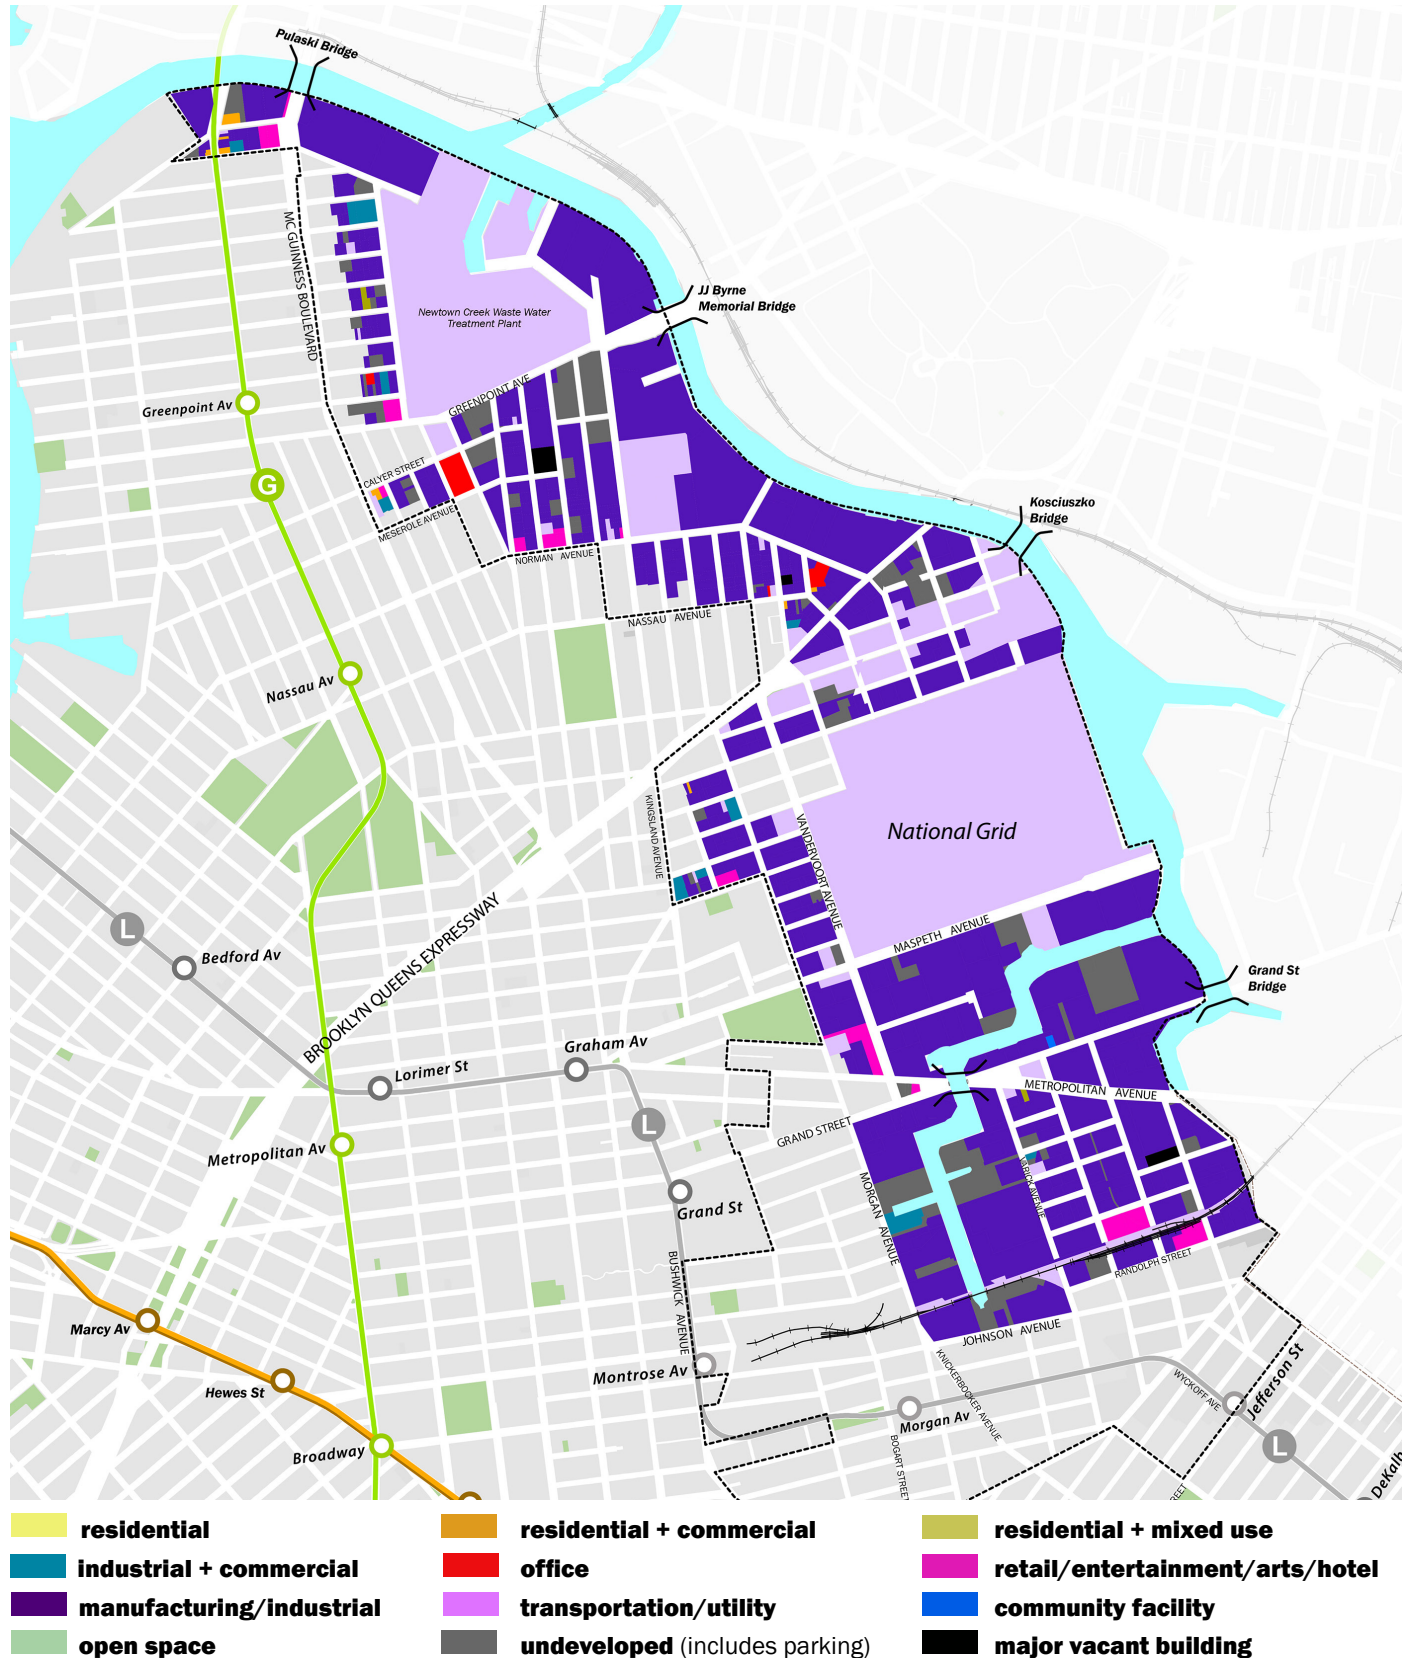 Pulaski Bridge
MC GUINNESS BOULEVARD
JJ Byrne
Memorial Bridge
Newtown Creek Waste Water
Treatment Plant
GREENPOINT AVE
Greenpoint Av
G
CALYER STREET
MESEROLE AVENUE
NORMAN AVENUE
Kosciuszko
Bridge
NASSAU AVENUE
Nassau Av
KINGSLAND AVENUE
VANDERVOORT AVENUE
National Grid
L
Bedford Av
BROOKLYN QUEENS EXPRESSWAY
MASPETH AVENUE
Grand St
Bridge
Graham Av
Lorimer St
L
METROPOLITAN AVENUE
GRAND STREET
Metropolitan Av
MORGAN AVENUE
VARICK AVENUE
Grand St
BUSHWICK AVENUE
RANDOLPH STREET
Marcy Av
JOHNSON AVENUE
Hewes St
Montrose Av
KNICKERBOCKER AVENUE
WYCKOFF AVE
Jefferson St
Morgan Av
BOGART STREET
Broadway
L
DeKalb
REET
residential
residential + commercial
residential + mixed use
industrial + commercial
office
retail/entertainment/arts/hotel
manufacturing/industrial
transportation/utility
community facility
open space
undeveloped (includes parking)
major vacant building